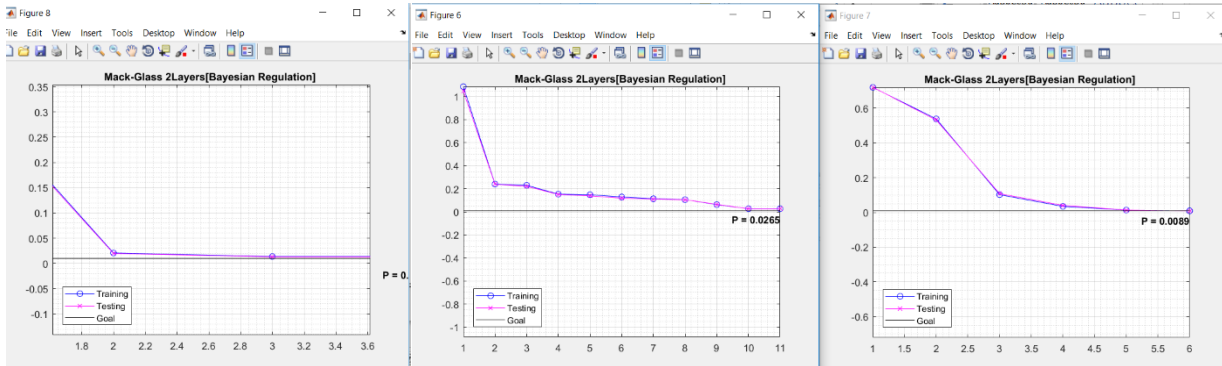 Figure 8
File Edit View Insert Tools Desktop Window Help
Mack-Glass 2Layers[Bayesian Regulation]
0.35
0.3
0.25
0.2
0.15
0.1
0.05
0
-0.05
-0.1
P = 0.
Training
Testing
Goal
1.8 2 2.2 2.4 2.6 2.8 3 3.2 3.4 3.6
Figure 6
File Edit View Insert Tools Desktop Window Help
Mack-Glass 2Layers[Bayesian Regulation]
1
0.8
0.6
0.4
0.2
0
-0.2
-0.4
-0.6
-0.8
-1
P = 0.0265
Training
Testing
Goal
1 2 3 4 5 6 7 8 9 10 11
Figure 7
File Edit View Insert Tools Desktop Window Help
Mack-Glass 2Layers[Bayesian Regulation]
0.6
0.4
0.2
0
-0.2
-0.4
-0.6
P = 0.0089
Training
Testing
Goal
1 1.5 2 2.5 3 3.5 4 4.5 5 5.5 6